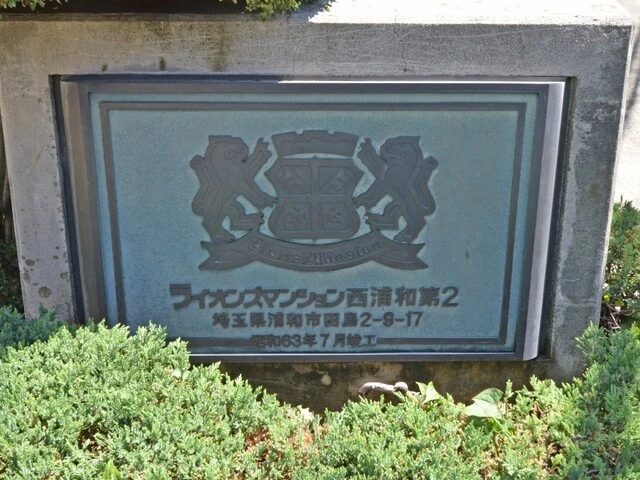 Lions Mansion
ライオンズマンション西浦和第2
埼玉県浦和市田島2-9-17
昭和63年7月竣工